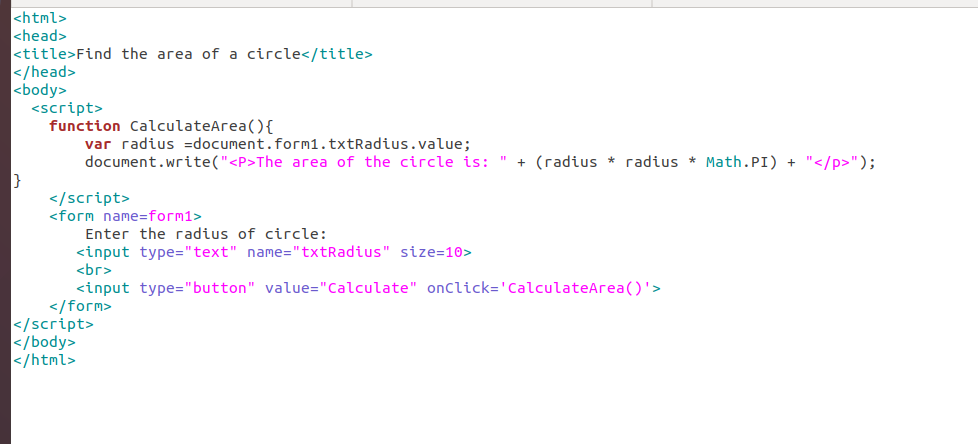 <html>
<head>
<title>Find the area of a circle</title>
</head>
<body>
  <script>
    function CalculateArea(){
        var radius =document.form1.txtRadius.value;
        document.write("<P>The area of the circle is: " + (radius * radius * Math.PI) + "</p>");
}
    </script>
    <form name=form1>
        Enter the radius of circle:
       <input type="text" name="txtRadius" size=10>
       <br>
       <input type="button" value="Calculate" onClick='CalculateArea()'>
    </form>
</script>
</body>
</html>